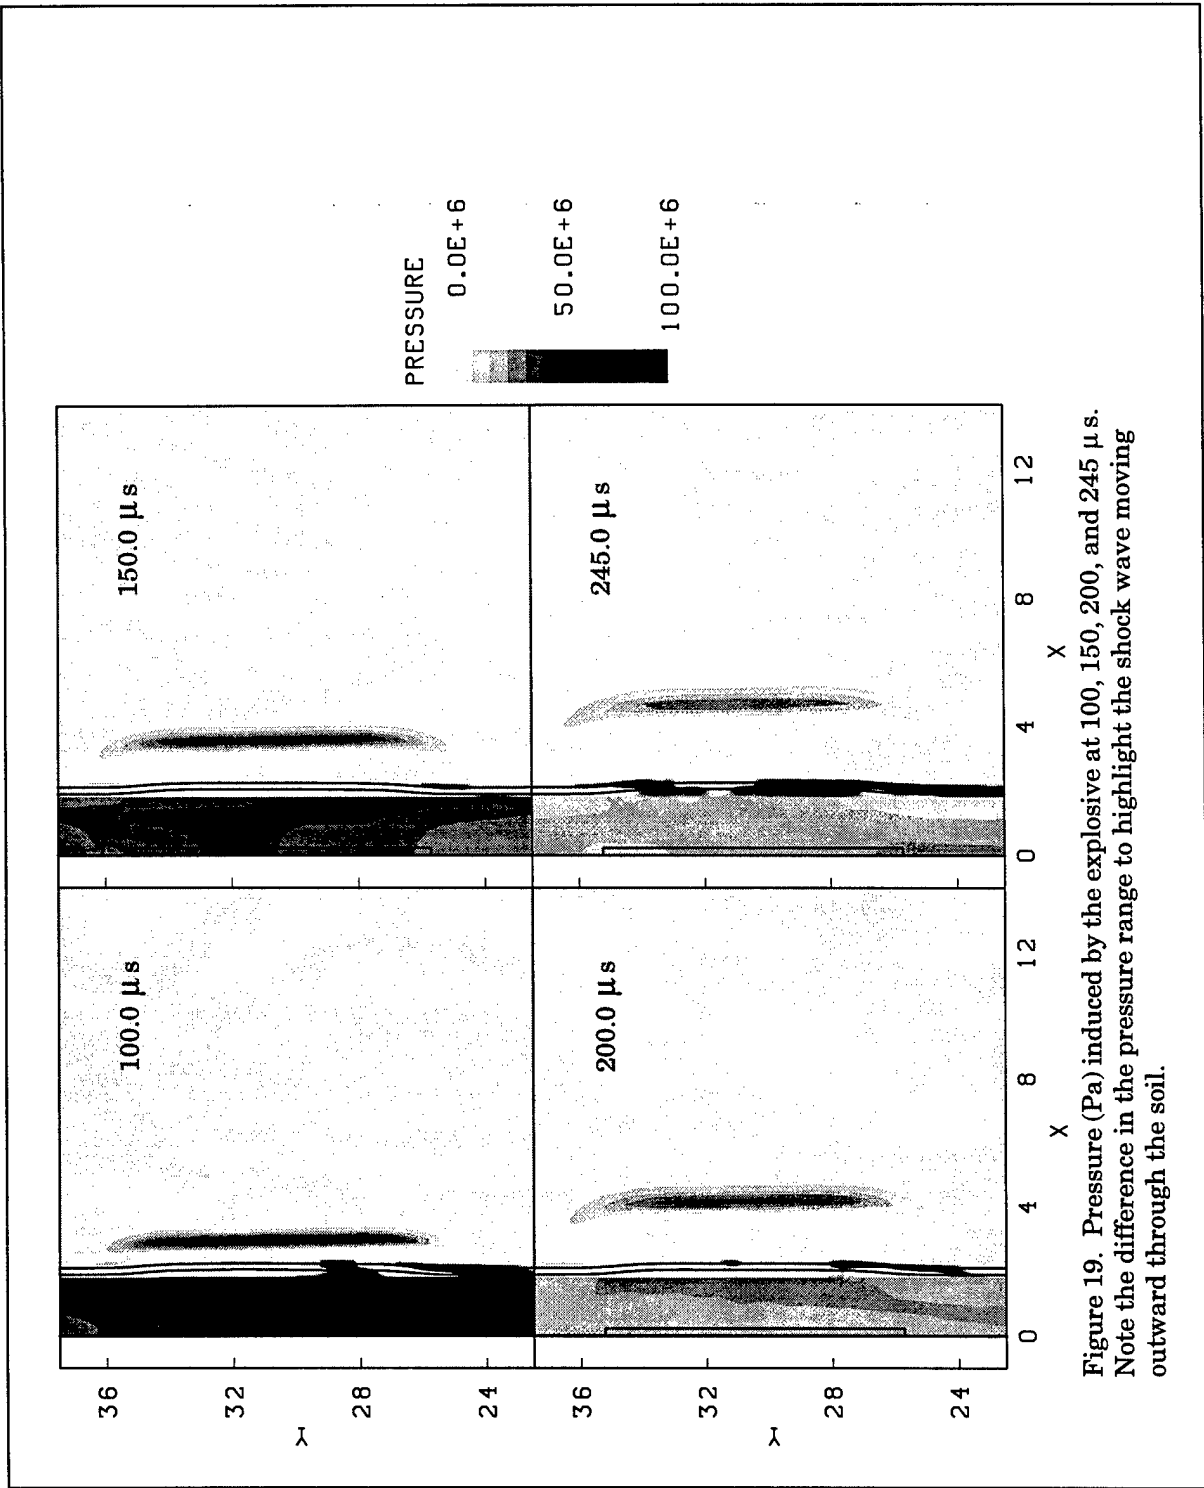 36
32
Y
28
24
100.0 μs
150.0 μs
PRESSURE
0.0E+6
50.0E+6
100.0E+6
36
32
Y
28
24
200.0 μs
245.0 μs
0 4 8 12
X
0 4 8 12
X
Figure 19. Pressure (Pa) induced by the explosive at 100, 150, 200, and 245 μs.
Note the difference in the pressure range to highlight the shock wave moving
outward through the soil.